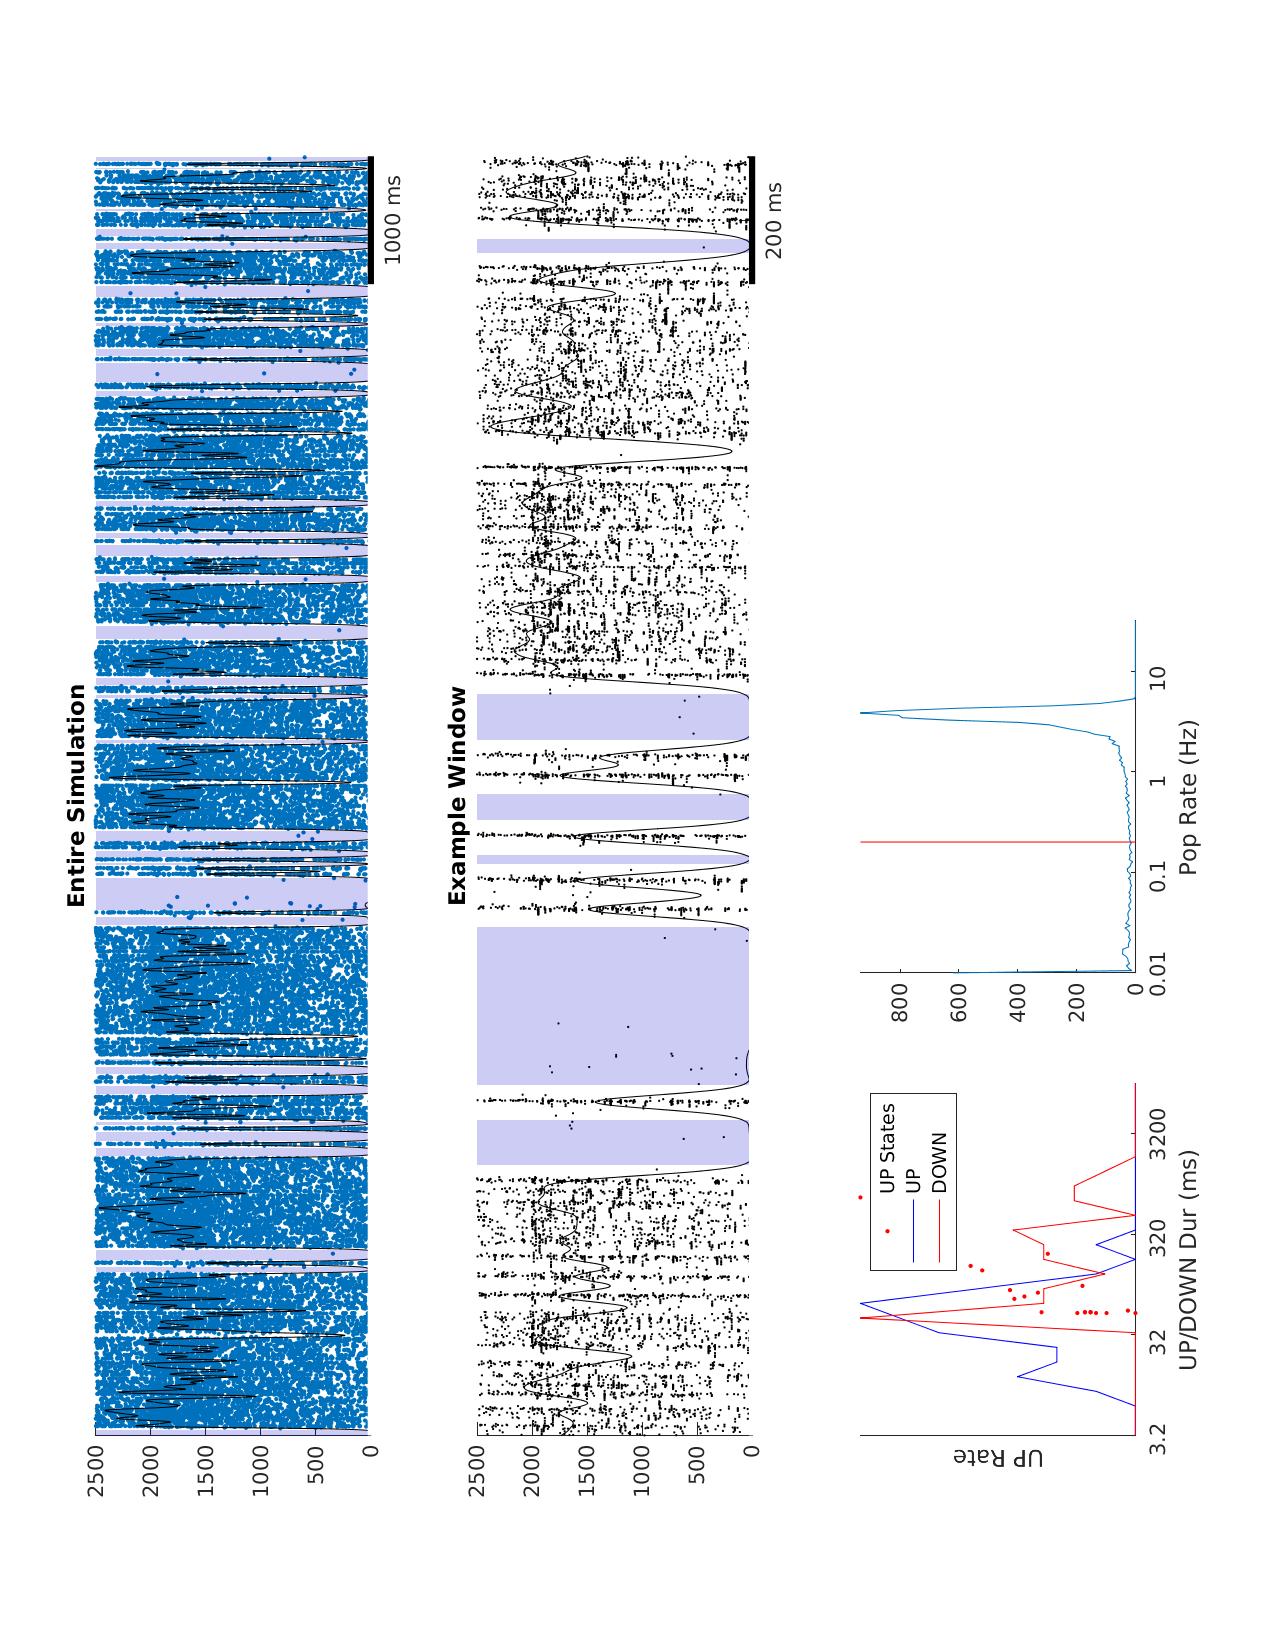 Entire Simulation
2500
2000
1500
1000
500
0
1000 ms
Example Window
2500
2000
1500
1000
500
0
200 ms
UP Rate
UP States
UP
DOWN
3.2 32 320 3200
UP/DOWN Dur (ms)
800
600
400
200
0
0.01 0.1 1 10
Pop Rate (Hz)